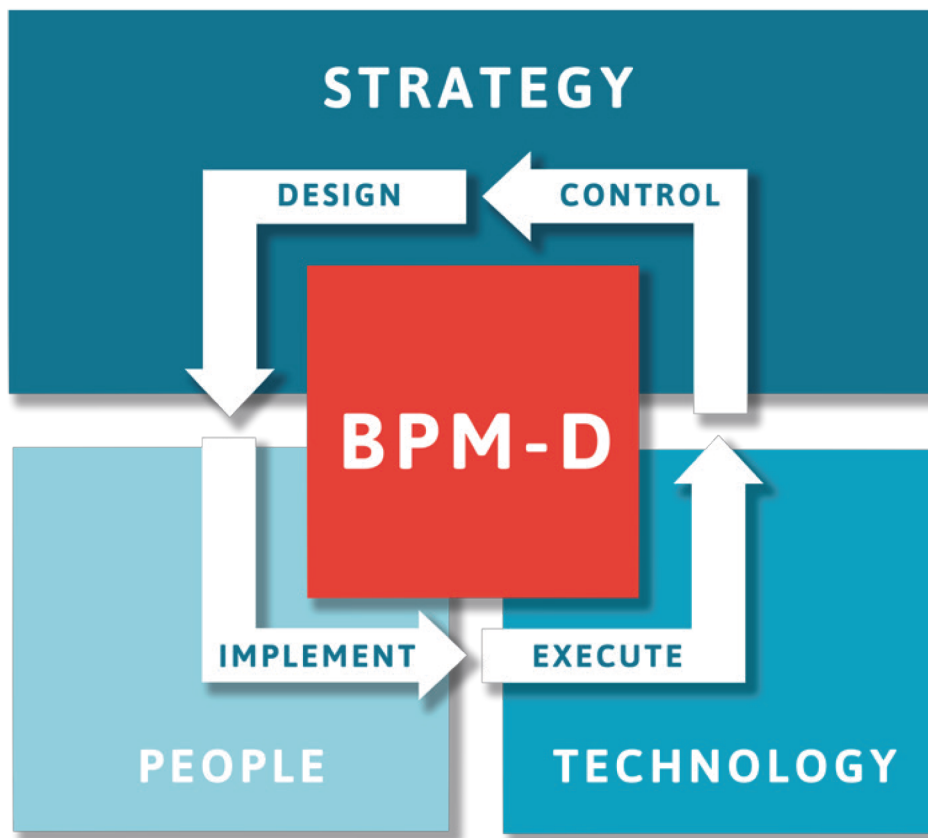 STRATEGY
DESIGN
CONTROL
BPM-D
IMPLEMENT
EXECUTE
PEOPLE
TECHNOLOGY